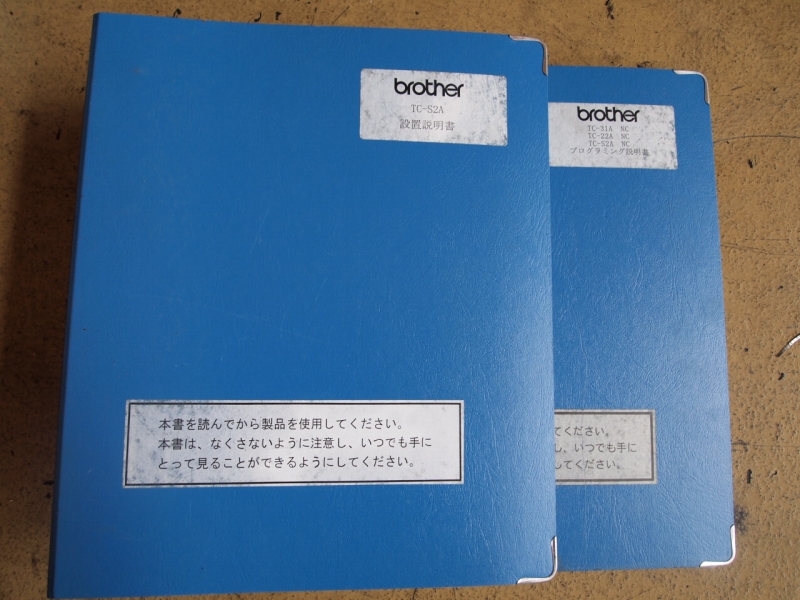 brother
TC-S2A
設置説明書
本書を読んでから製品を使用してください。
本書は、なくさないように注意し、いつでも手に
とって見ることができるようにしてください。
brother
TC-31A NC
TC-22A NC
TC-S2A NC
プログラミング説明書
てください。
し、いつでも手に
してください。